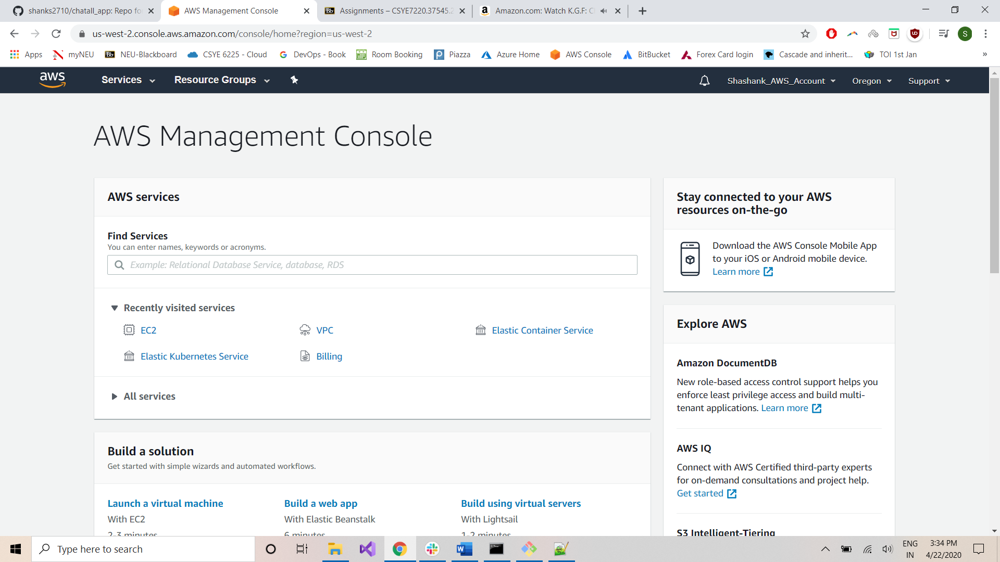 shanks2710/chatall_app: Repo for
AWS Management Console
Assignments – CSYE7220.37545.2
Amazon.com: Watch K.G.F: C
us-west-2.console.aws.amazon.com/console/home?region=us-west-2
S
Apps
myNEU
Bb NEU-Blackboard
CSYE 6225 - Cloud
DevOps - Book
Room Booking
Piazza
Azure Home
AWS Console
BitBucket
Forex Card login
Cascade and inherit...
TOI 1st Jan
»
aws
Services
Resource Groups
Shashank_AWS_Account
Oregon
Support
AWS Management Console
AWS services
Find Services
You can enter names, keywords or acronyms.
Example: Relational Database Service, database, RDS
Recently visited services
EC2
VPC
Elastic Container Service
Elastic Kubernetes Service
Billing
All services
Build a solution
Get started with simple wizards and automated workflows.
Launch a virtual machine
With EC2
2-3 minutes
Build a web app
With Elastic Beanstalk
6 minutes
Build using virtual servers
With Lightsail
1-2 minutes
Stay connected to your AWS
resources on-the-go
Download the AWS Console Mobile App
to your iOS or Android mobile device.
Learn more
Explore AWS
Amazon DocumentDB
New role-based access control support helps you
enforce least privilege access and build multi-
tenant applications. Learn more
AWS IQ
Connect with AWS Certified third-party experts
for on-demand consultations and project help.
Get started
S3 Intelligent-Tiering
Type here to search
ENG
IN
3:34 PM
4/22/2020